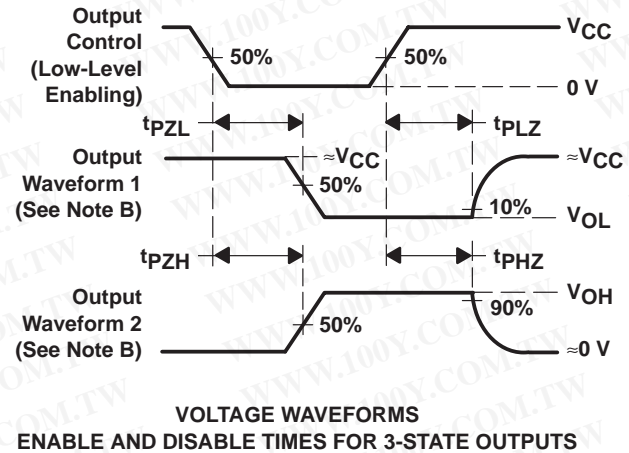 Output
Control
(Low-Level
Enabling)
50%
50%
VCC
0 V
tPZL
tPLZ
Output
Waveform 1
(See Note B)
≈VCC
50%
≈VCC
10%
VOL
tPZH
tPHZ
Output
Waveform 2
(See Note B)
50%
VOH
90%
≈0 V
VOLTAGE WAVEFORMS
ENABLE AND DISABLE TIMES FOR 3-STATE OUTPUTS
WWW.100Y.COM.TW